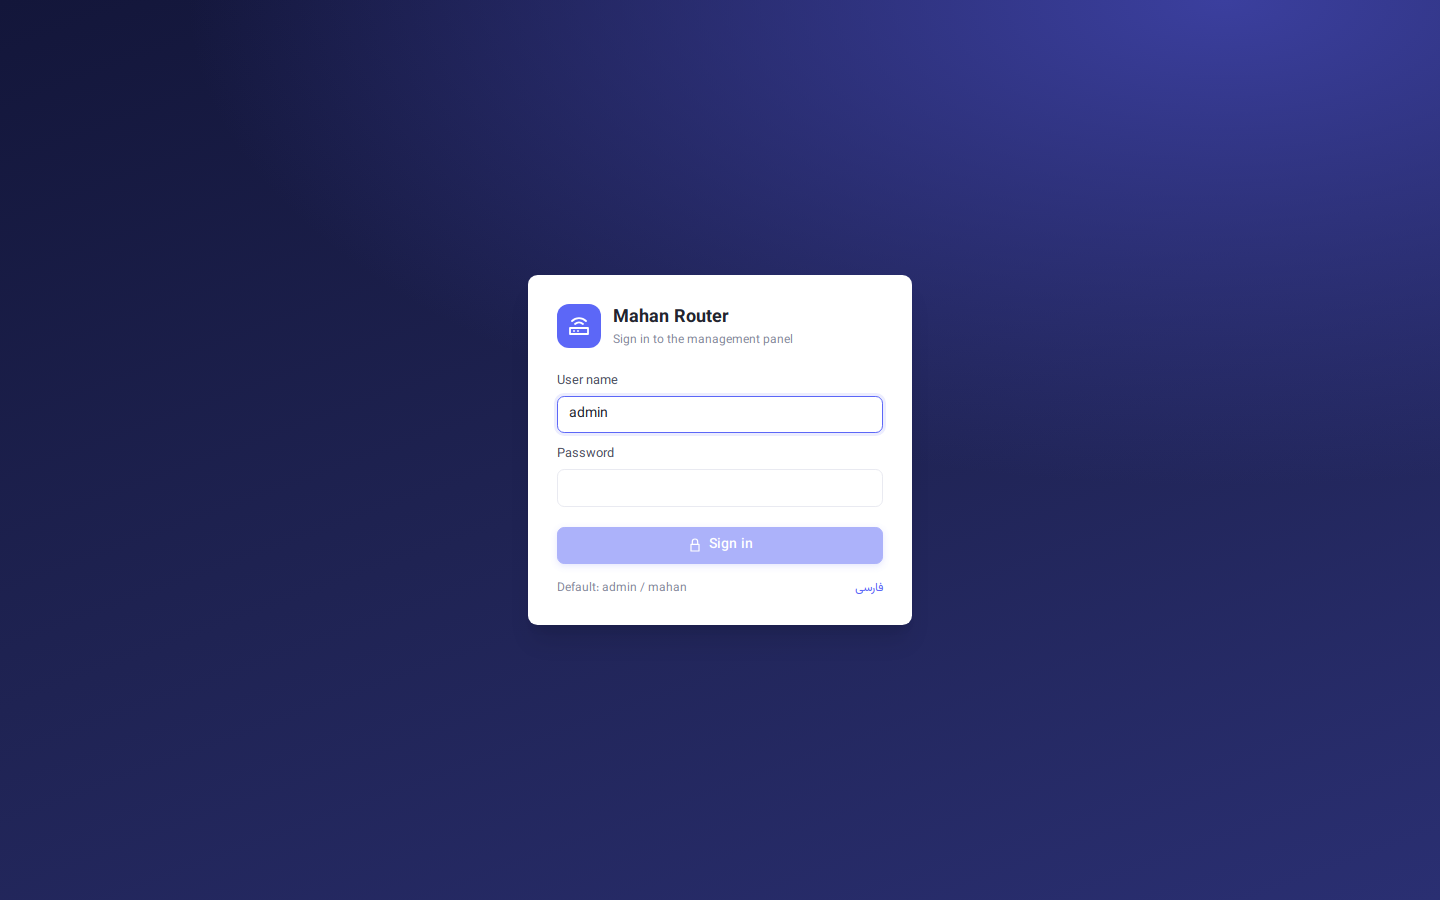 Mahan Router
Sign in to the management panel
User name
admin
Password
Sign in
Default: admin / mahan
فارسی